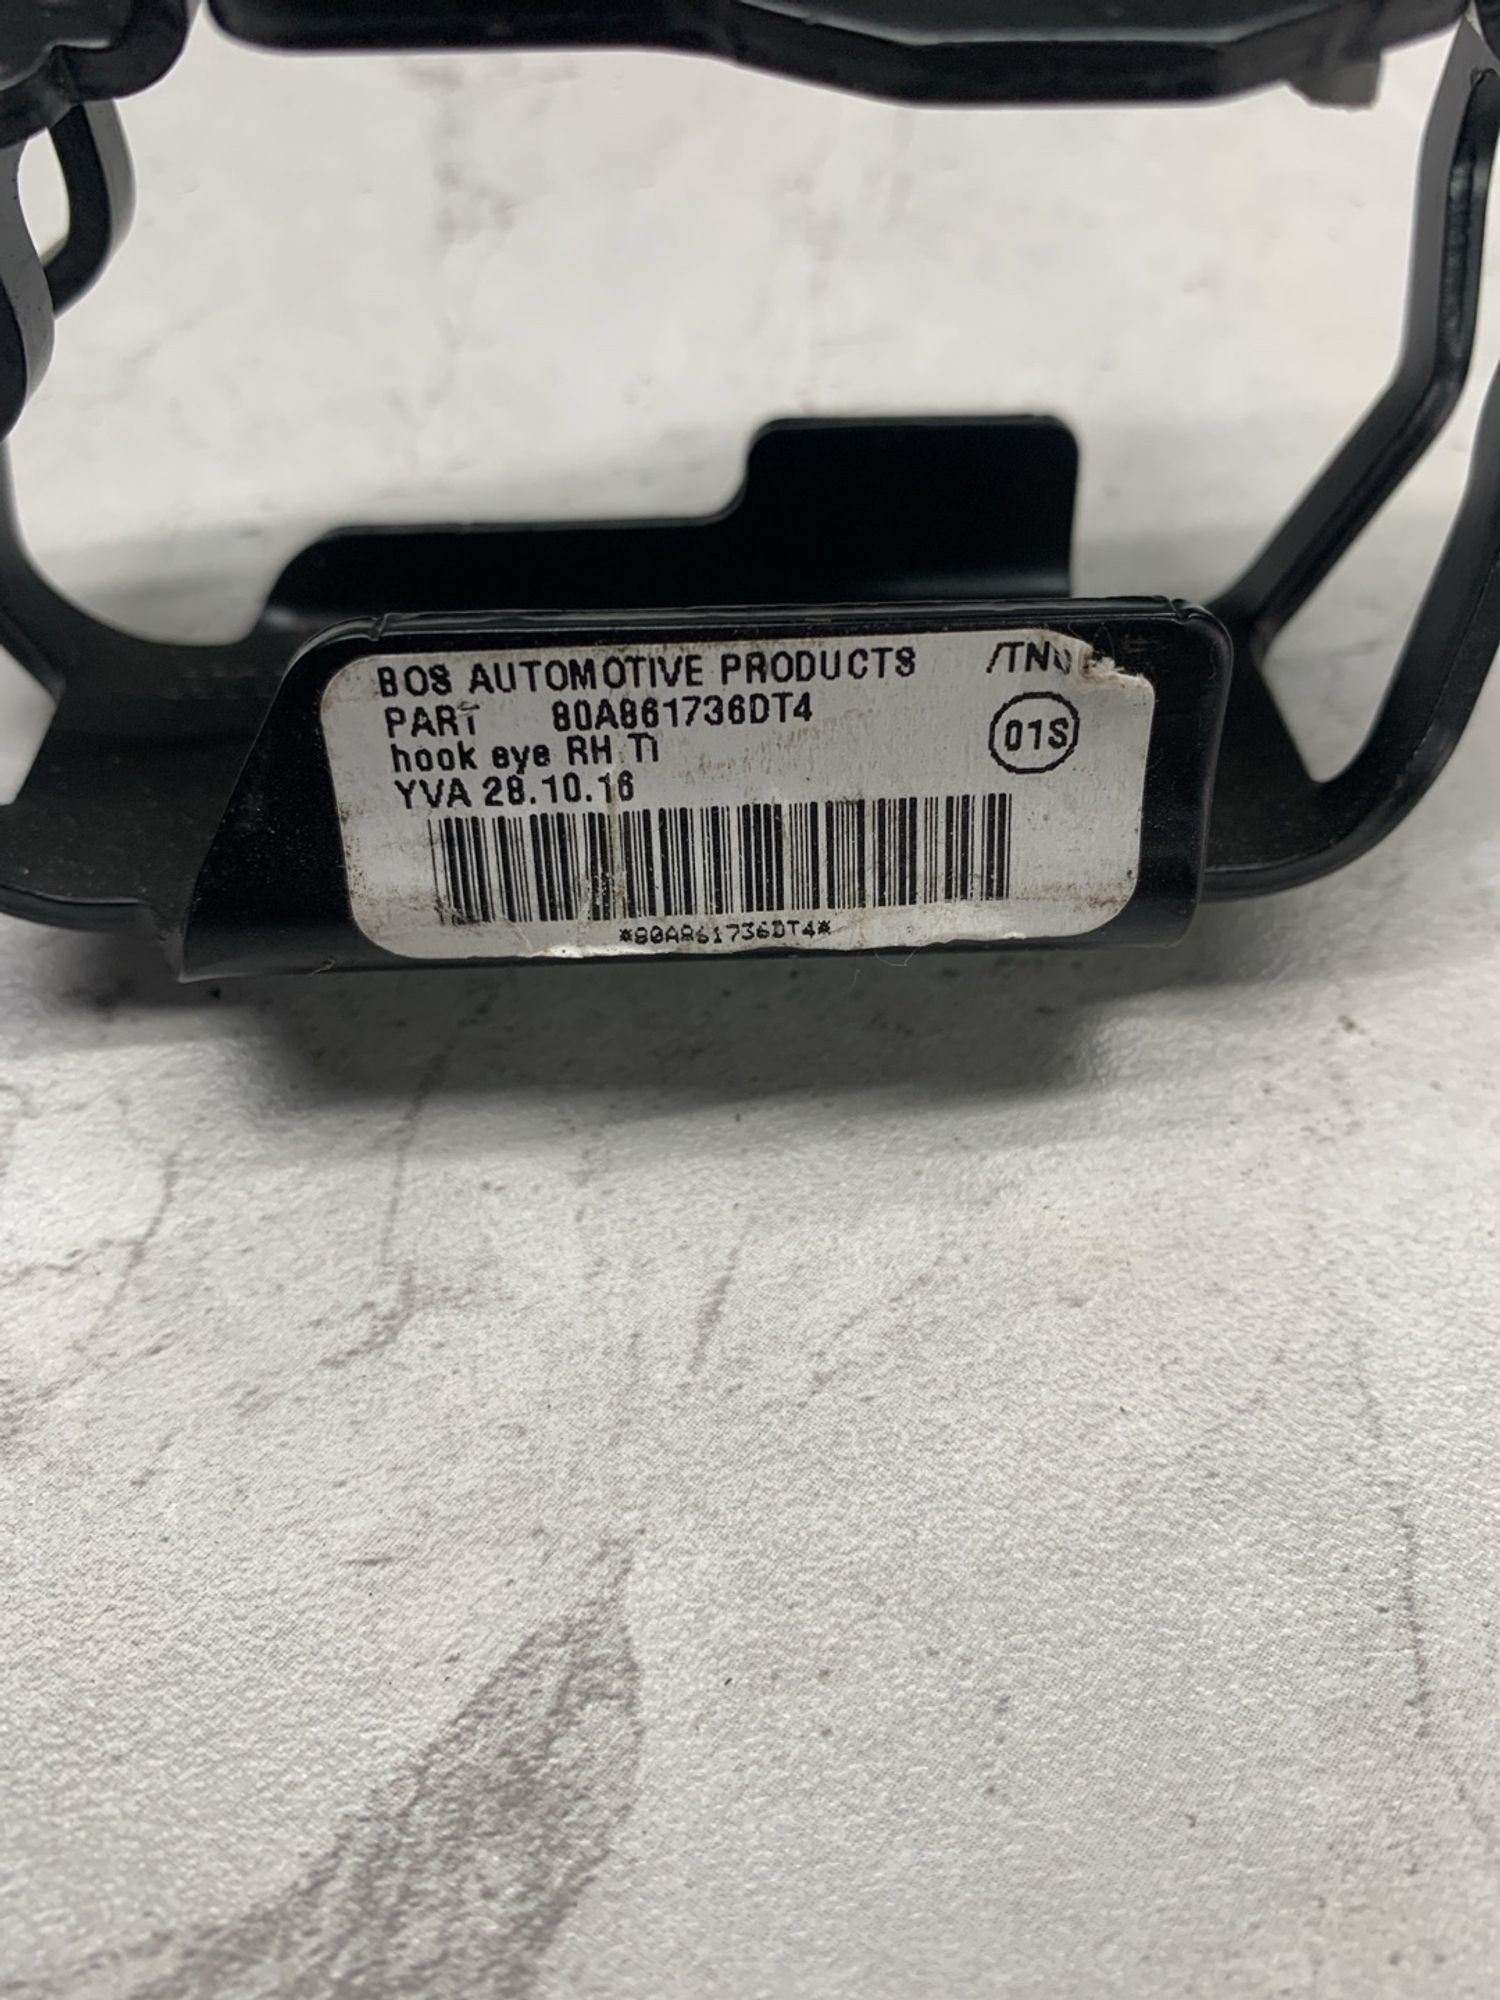 BOS AUTOMOTIVE PRODUCTS
PART 80A861736DT4
hook eye RH Ti
YVA 28.10.16
01S
*80A861736DT4*